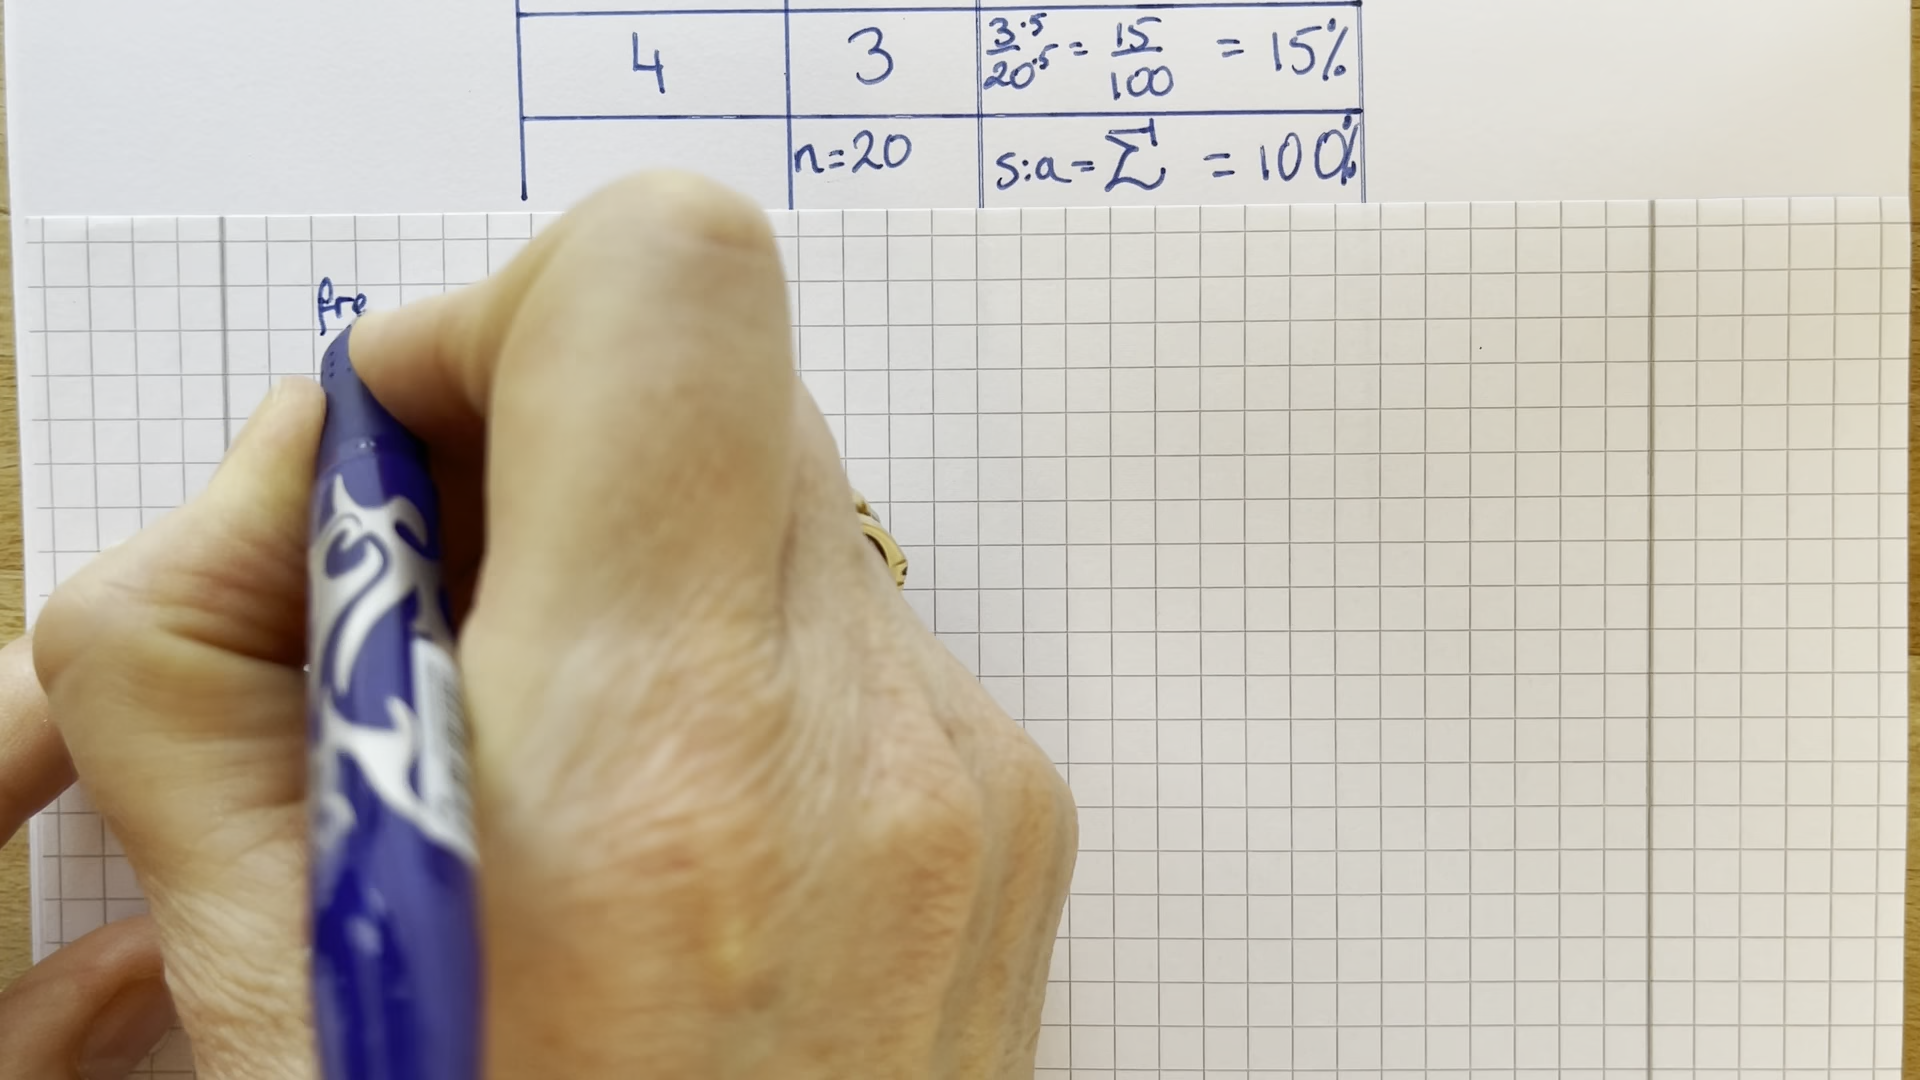 4 3 3·5/20·5 = 15/100 = 15%
n=20 s:a= Σ = 100%
fre